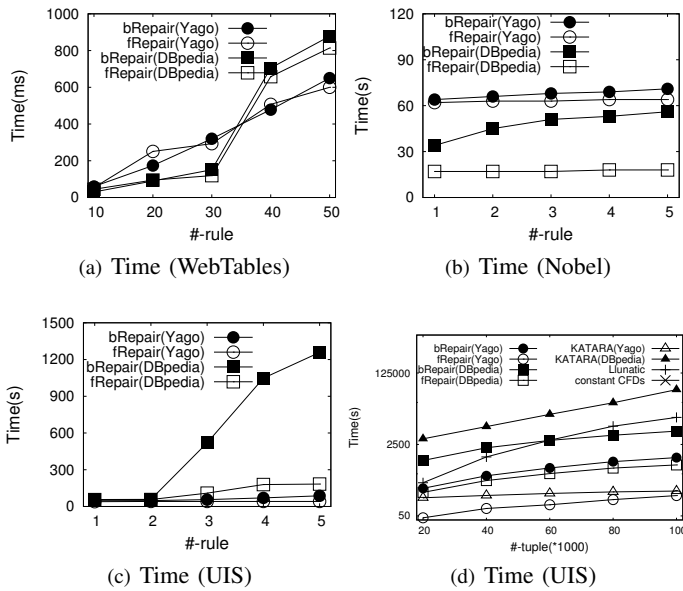 1000
800
600
400
200
0
Time(ms)
bRepair(Yago)
fRepair(Yago)
bRepair(DBpedia)
fRepair(DBpedia)
10 20 30 40 50
#-rule
(a) Time (WebTables)
120
90
60
30
0
Time(s)
bRepair(Yago)
fRepair(Yago)
bRepair(DBpedia)
fRepair(DBpedia)
1 2 3 4 5
#-rule
(b) Time (Nobel)
1500
1200
900
600
300
0
Time(s)
bRepair(Yago)
fRepair(Yago)
bRepair(DBpedia)
fRepair(DBpedia)
1 2 3 4 5
#-rule
(c) Time (UIS)
125000
2500
50
Time(s)
bRepair(Yago)
fRepair(Yago)
bRepair(DBpedia)
fRepair(DBpedia)
KATARA(Yago)
KATARA(DBpedia)
Llunatic
constant CFDs
20 40 60 80 100
#-tuple(*1000)
(d) Time (UIS)